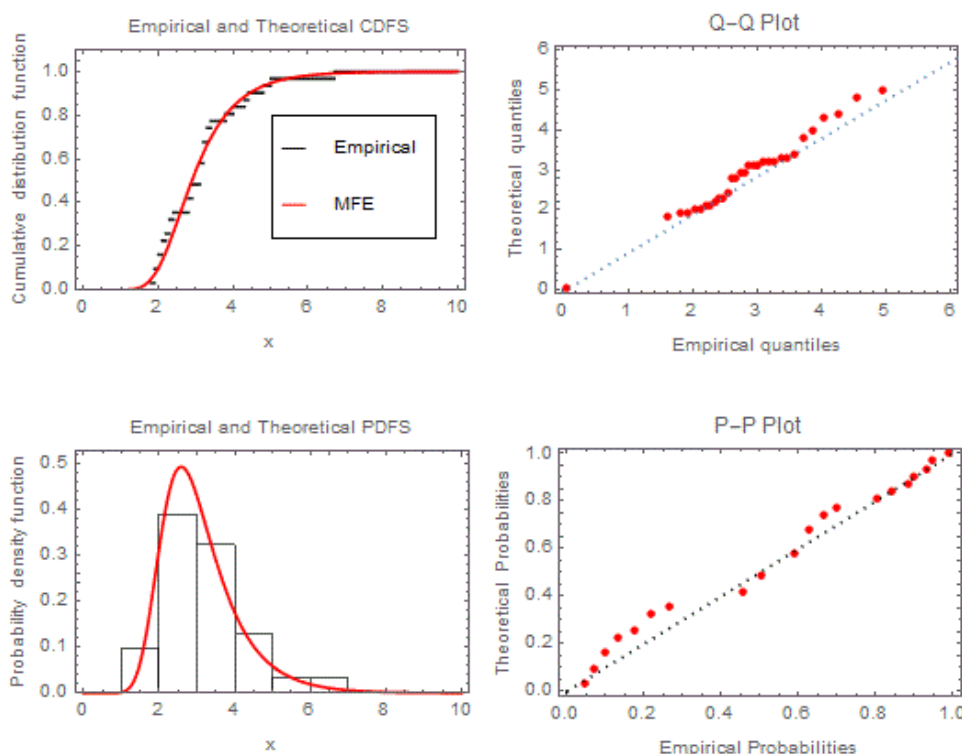 Empirical and Theoretical CDFS
Cumulative distribution function
1.0
0.8
0.6
0.4
0.2
0.0
Empirical
MFE
0 2 4 6 8 10
x
Q-Q Plot
Theoretical quantiles
6
5
4
3
2
1
0
0 1 2 3 4 5 6
Empirical quantiles
Empirical and Theoretical PDFS
Probability density function
0.5
0.4
0.3
0.2
0.1
0.0
0 2 4 6 8 10
x
P-P Plot
Theoretical Probabilities
1.0
0.8
0.6
0.4
0.2
0.0
0.0 0.2 0.4 0.6 0.8 1.0
Empirical Probabilities